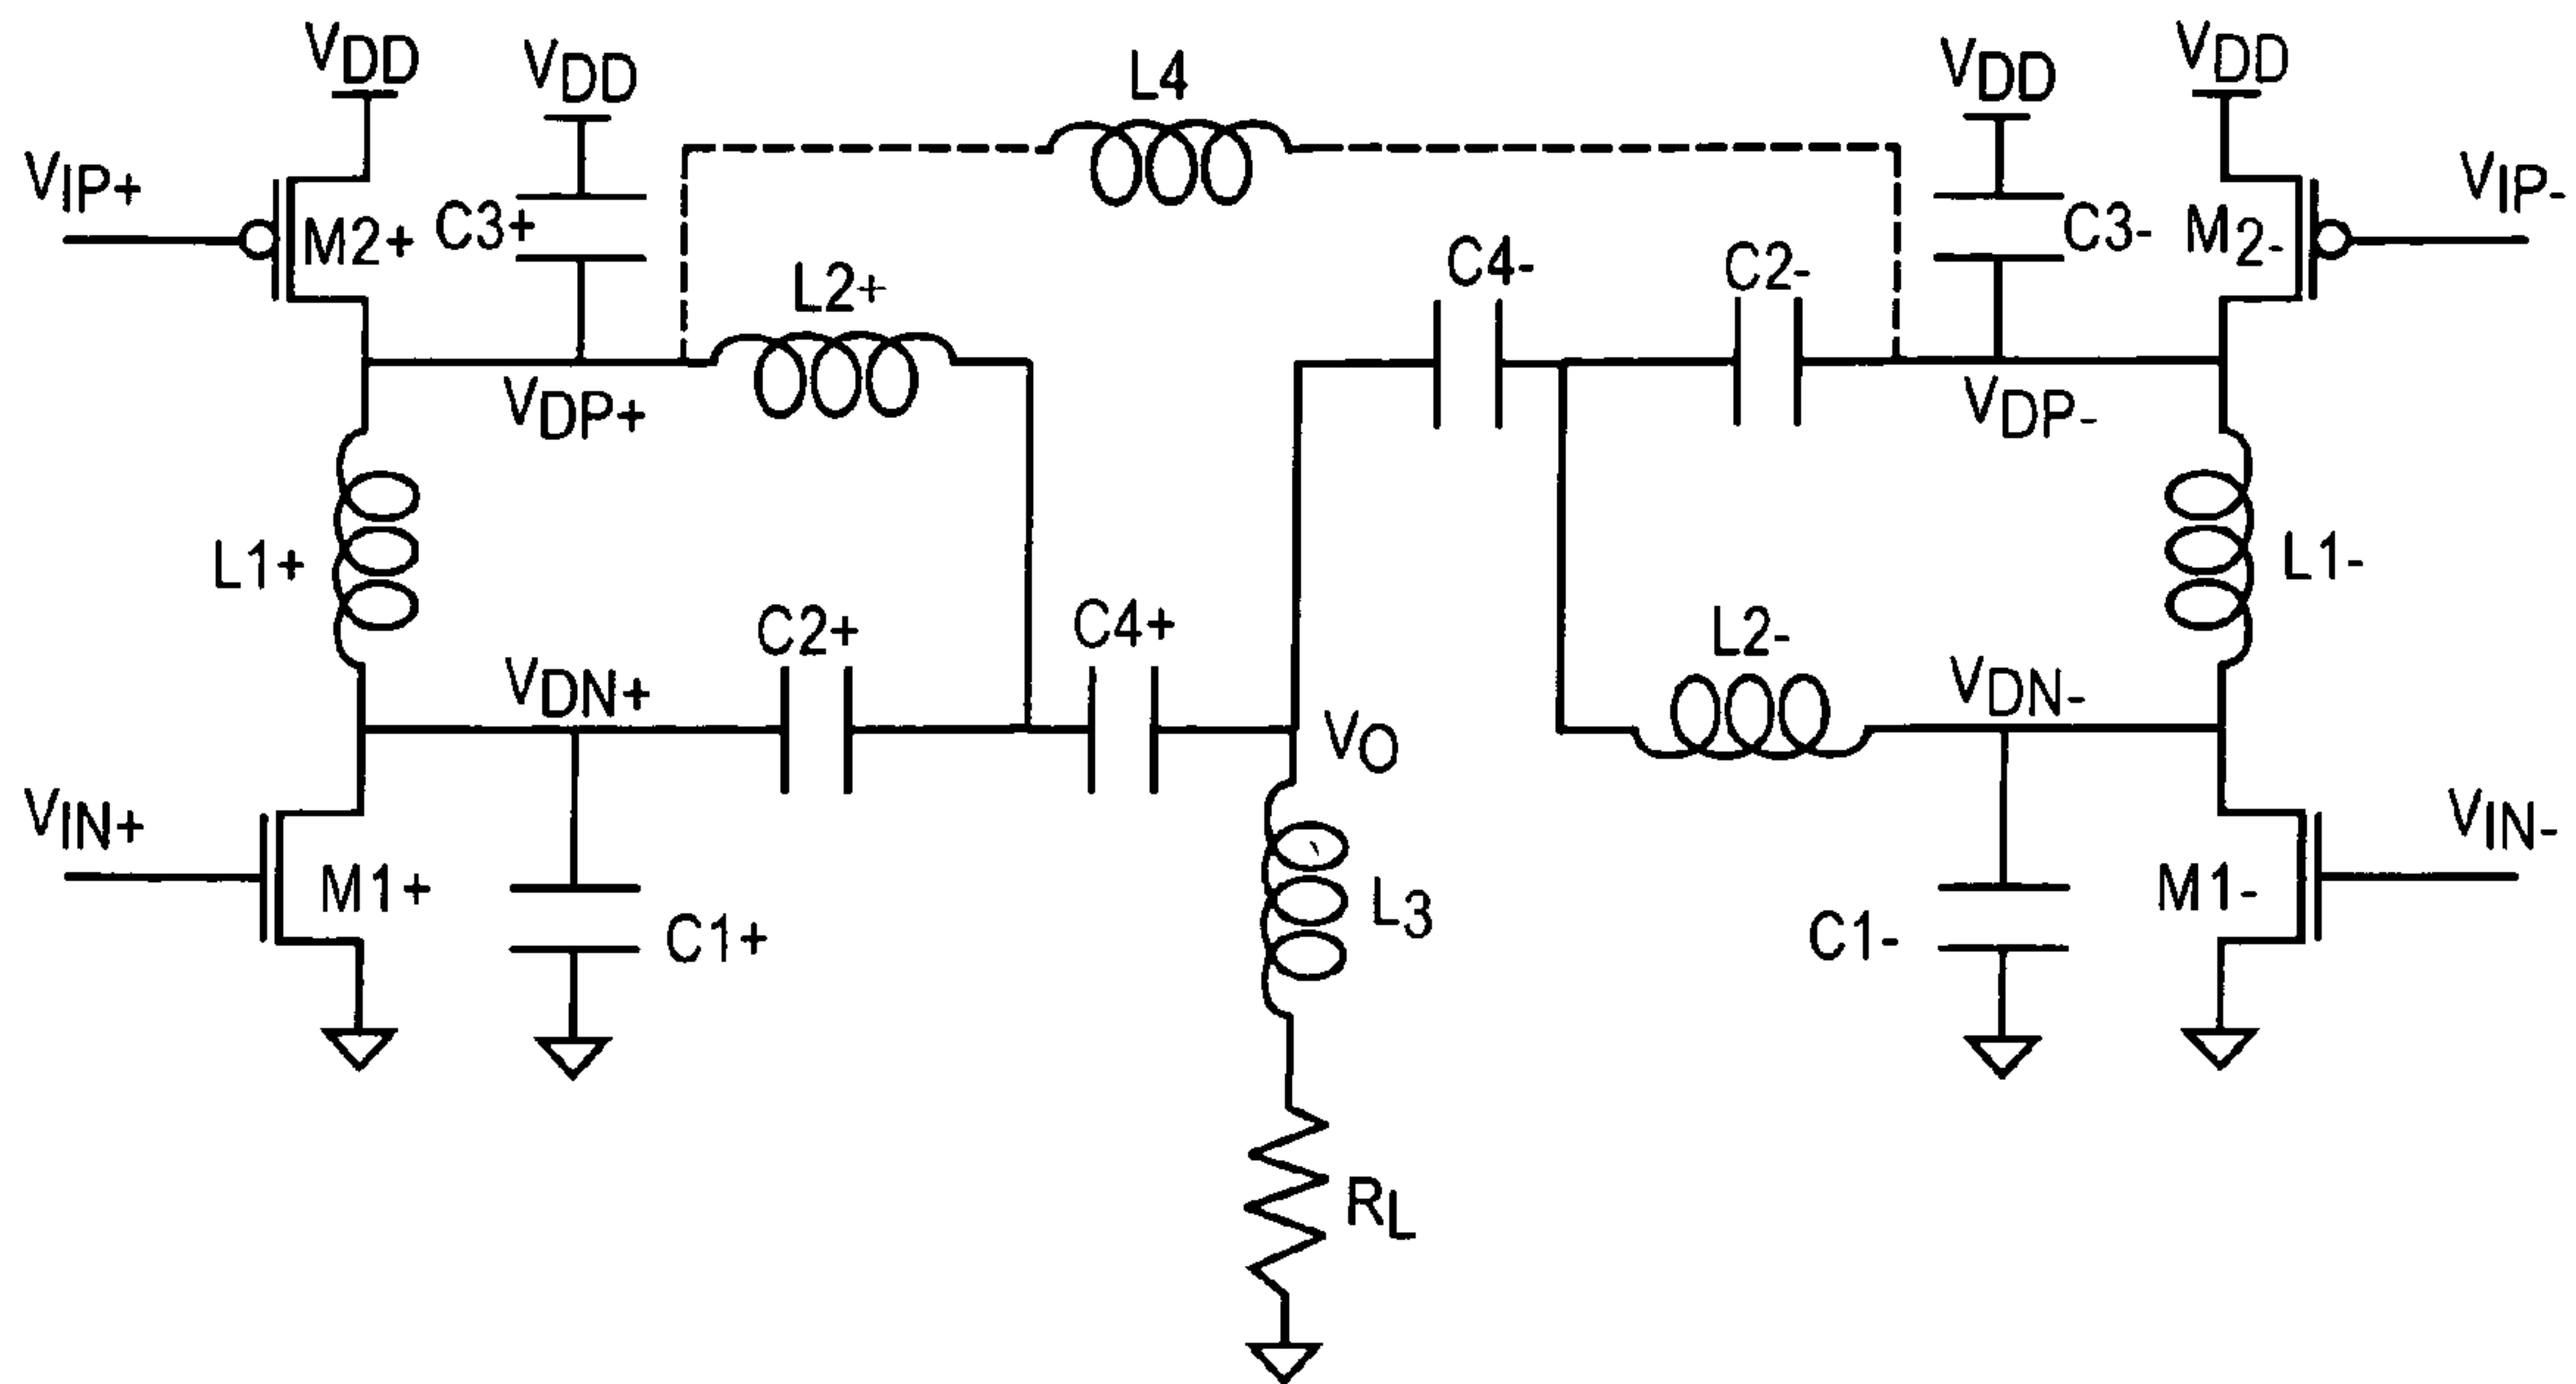 VDD
VDD
L4
VDD
VDD
VIP+
M2+
C3+
L2+
C4-
C2-
C3-
M2-
VIP-
VDP+
VDP-
L1+
L1-
C2+
C4+
L2-
VDN+
VDN-
VO
VIN+
M1+
C1+
L3
C1-
M1-
VIN-
RL